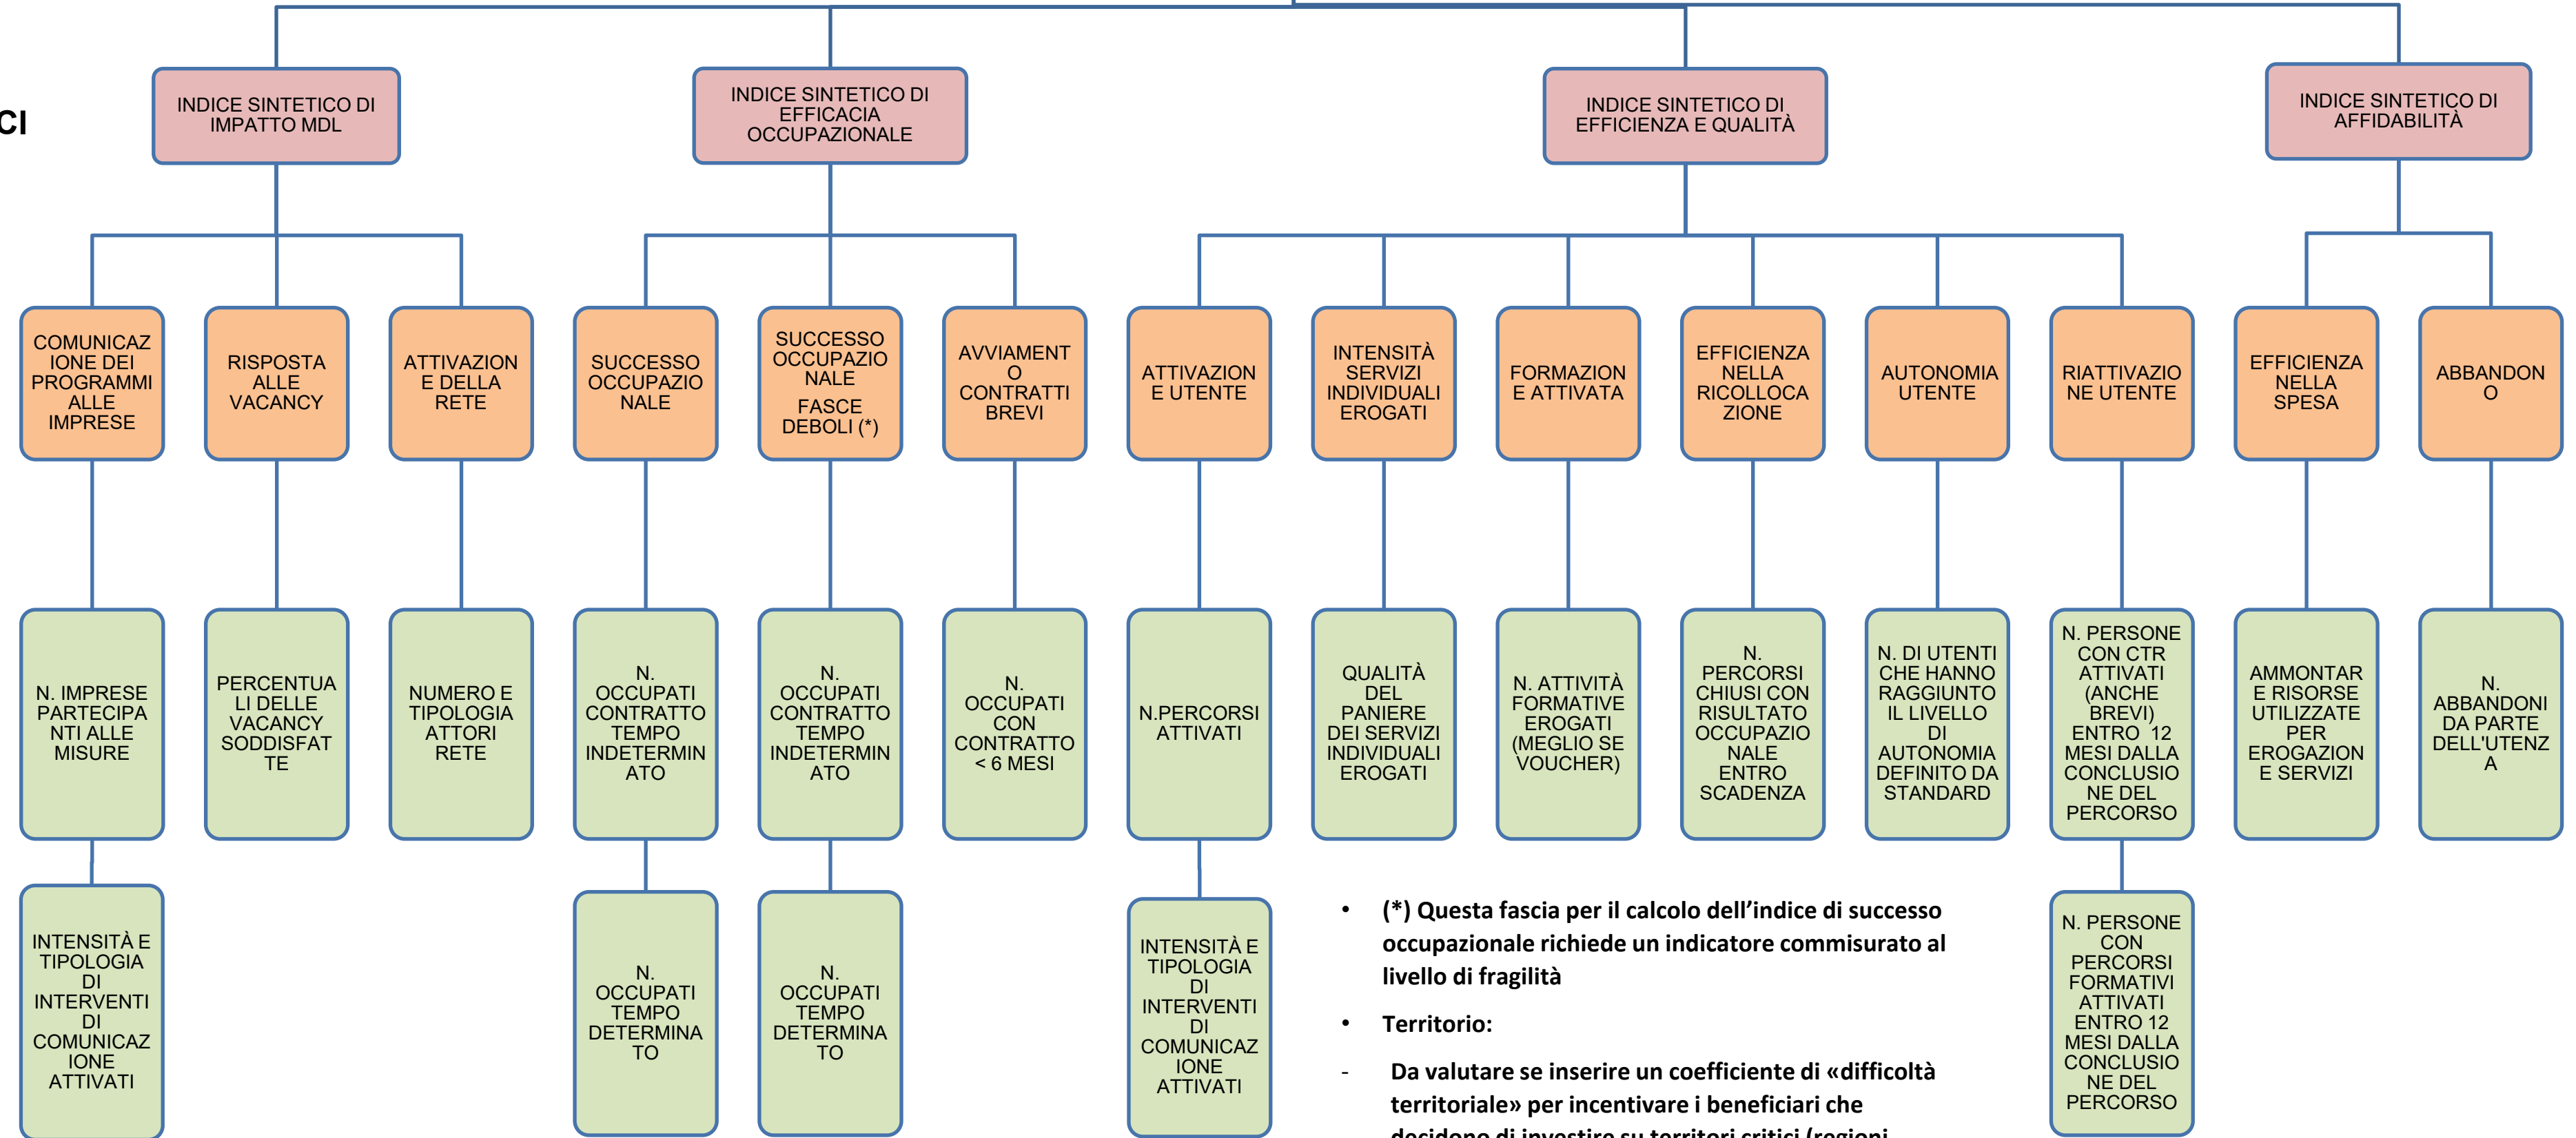 CI
INDICE SINTETICO DI
IMPATTO MDL
INDICE SINTETICO DI
EFFICACIA
OCCUPAZIONALE
INDICE SINTETICO DI
EFFICIENZA E QUALITÀ
INDICE SINTETICO DI
AFFIDABILITÀ
COMUNICAZ
IONE DEI
PROGRAMMI
ALLE
IMPRESE
RISPOSTA
ALLE
VACANCY
ATTIVAZION
E DELLA
RETE
SUCCESSO
OCCUPAZIO
NALE
SUCCESSO
OCCUPAZIO
NALE
FASCE
DEBOLI (*)
AVVIAMENT
O
CONTRATTI
BREVI
ATTIVAZION
E UTENTE
INTENSITÀ
SERVIZI
INDIVIDUALI
EROGATI
FORMAZION
E ATTIVATA
EFFICIENZA
NELLA
RICOLLOCA
ZIONE
AUTONOMIA
UTENTE
RIATTIVAZIO
NE UTENTE
EFFICIENZA
NELLA
SPESA
ABBANDON
O
N. IMPRESE
PARTECIPA
NTI ALLE
MISURE
PERCENTUA
LI DELLE
VACANCY
SODDISFAT
TE
NUMERO E
TIPOLOGIA
ATTORI
RETE
N.
OCCUPATI
CONTRATTO
TEMPO
INDETERMIN
ATO
N.
OCCUPATI
CONTRATTO
TEMPO
INDETERMIN
ATO
N.
OCCUPATI
CON
CONTRATTO
< 6 MESI
N.PERCORSI
ATTIVATI
QUALITÀ
DEL
PANIERE
DEI SERVIZI
INDIVIDUALI
EROGATI
N. ATTIVITÀ
FORMATIVE
EROGATI
(MEGLIO SE
VOUCHER)
N.
PERCORSI
CHIUSI CON
RISULTATO
OCCUPAZIO
NALE
ENTRO
SCADENZA
N. DI UTENTI
CHE HANNO
RAGGIUNTO
IL LIVELLO
DI
AUTONOMIA
DEFINITO DA
STANDARD
N. PERSONE
CON CTR
ATTIVATI
(ANCHE
BREVI)
ENTRO 12
MESI DALLA
CONCLUSIO
NE DEL
PERCORSO
AMMONTAR
E RISORSE
UTILIZZATE
PER
EROGAZION
E SERVIZI
N.
ABBANDONI
DA PARTE
DELL'UTENZ
A
INTENSITÀ E
TIPOLOGIA
DI
INTERVENTI
DI
COMUNICAZ
IONE
ATTIVATI
N.
OCCUPATI
TEMPO
DETERMINA
TO
N.
OCCUPATI
TEMPO
DETERMINA
TO
INTENSITÀ E
TIPOLOGIA
DI
INTERVENTI
DI
COMUNICAZ
IONE
ATTIVATI
• (*) Questa fascia per il calcolo dell’indice di successo
occupazionale richiede un indicatore commisurato al
livello di fragilità
• Territorio:
- Da valutare se inserire un coefficiente di «difficoltà
territoriale» per incentivare i beneficiari che
decidono di investire su territori critici (regioni
N. PERSONE
CON
PERCORSI
FORMATIVI
ATTIVATI
ENTRO 12
MESI DALLA
CONCLUSIO
NE DEL
PERCORSO